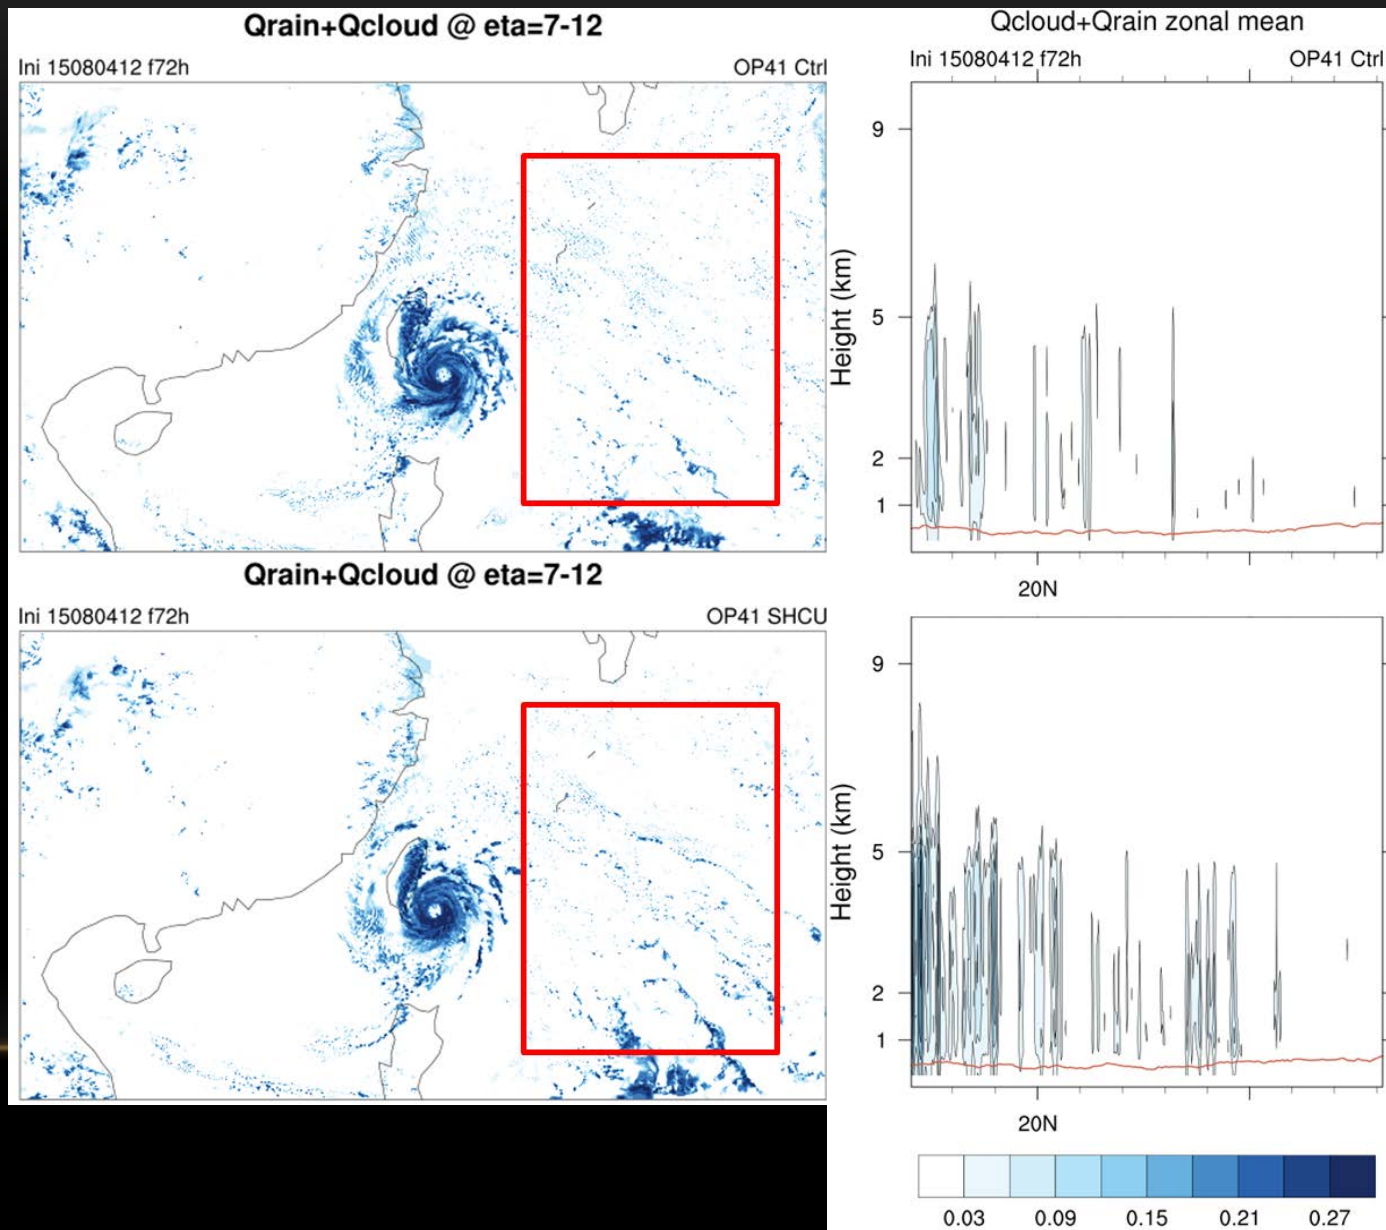 Qrain+Qcloud @ eta=7-12
Ini 15080412 f72h
OP41 Ctrl
Qcloud+Qrain zonal mean
Ini 15080412 f72h
OP41 Ctrl
Height (km)
9
5
2
1
20N
Qrain+Qcloud @ eta=7-12
Ini 15080412 f72h
OP41 SHCU
Height (km)
9
5
2
1
20N
0.03 0.09 0.15 0.21 0.27